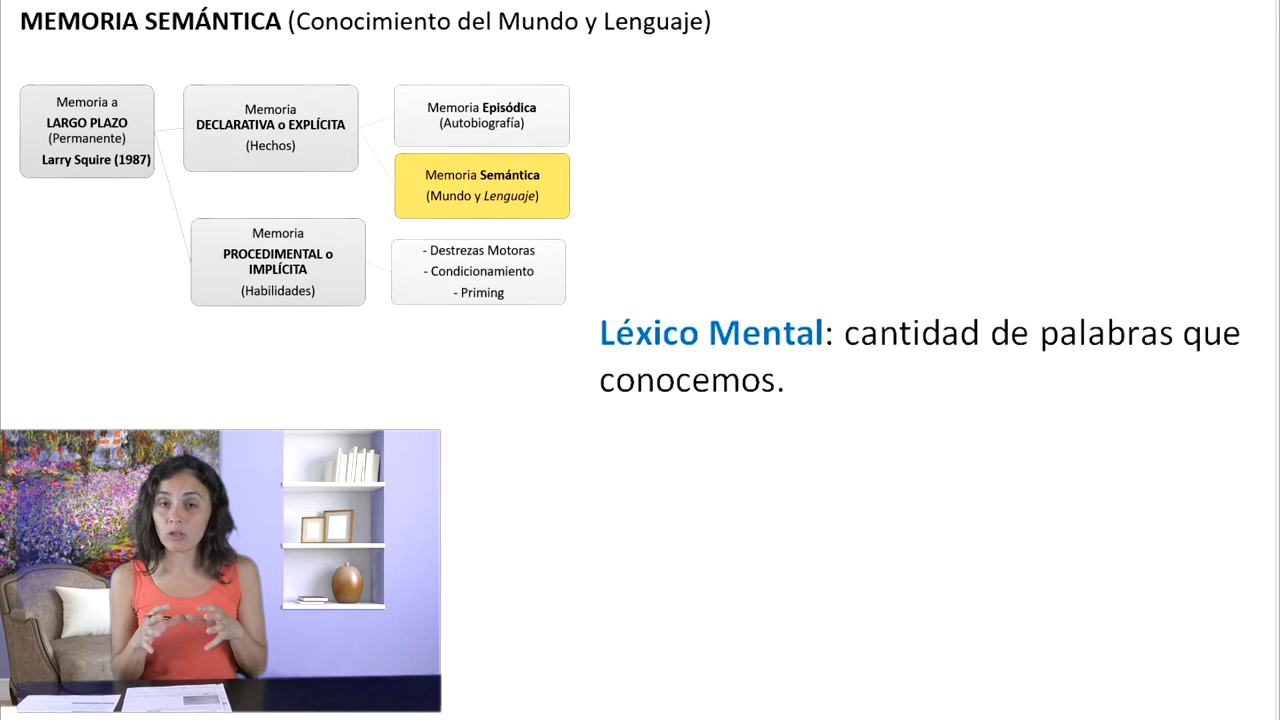 MEMORIA SEMÁNTICA (Conocimiento del Mundo y Lenguaje)
Memoria a
LARGO PLAZO
(Permanente)
Larry Squire (1987)
Memoria
DECLARATIVA o EXPLÍCITA
(Hechos)
Memoria Episódica
(Autobiografía)
Memoria Semántica
(Mundo y Lenguaje)
Memoria
PROCEDIMENTAL o
IMPLÍCITA
(Habilidades)
- Destrezas Motoras
- Condicionamiento
- Priming
Léxico Mental: cantidad de palabras que
conocemos.